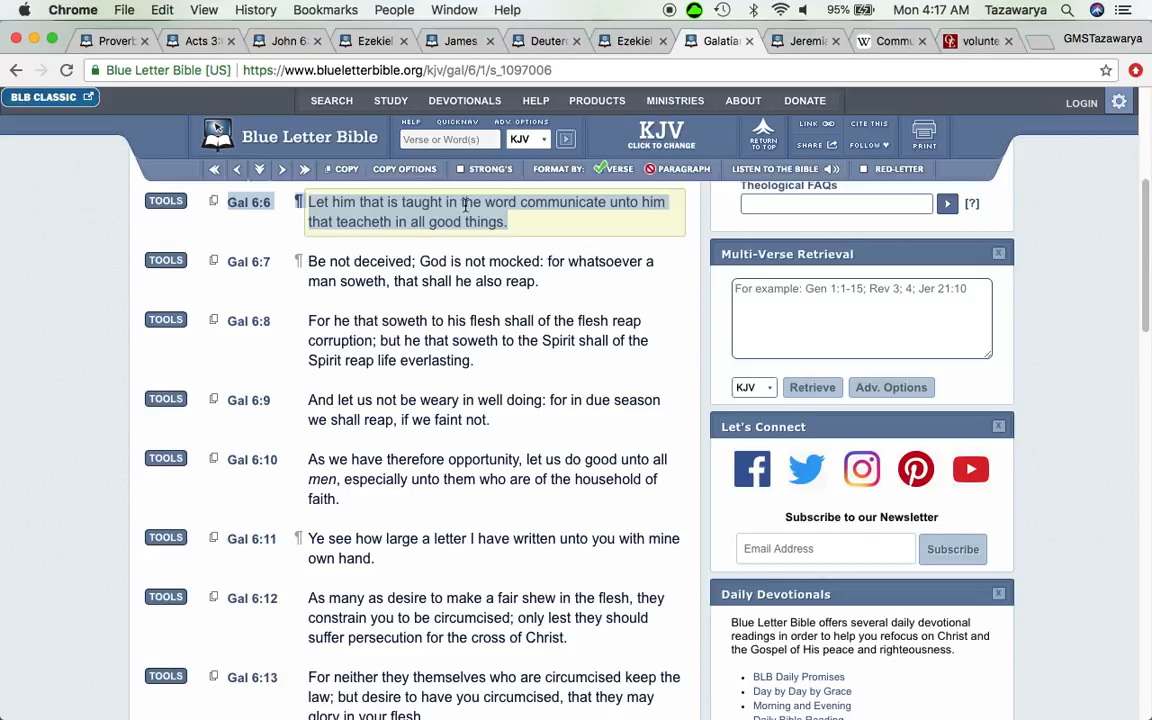 Chrome File Edit View History Bookmarks People Window Help 95% Mon 4:17 AM Tazawarya
Proverb Acts 3: John 6: Ezekiel James Deuter Ezekiel Galatian Jeremia W Commu volunte GMSTazawarya
Blue Letter Bible [US] https://www.blueletterbible.org/kjv/gal/6/1/s_1097006
BLB CLASSIC
SEARCH STUDY DEVOTIONALS HELP PRODUCTS MINISTRIES ABOUT DONATE LOGIN
Blue Letter Bible
HELP QUICKNAV ADV. OPTIONS
Verse or Word(s) KJV
KJV
CLICK TO CHANGE
RETURN TO TOP
LINK CITE THIS
SHARE FOLLOW
PRINT
COPY COPY OPTIONS STRONG'S FORMAT BY: VERSE PARAGRAPH LISTEN TO THE BIBLE RED-LETTER
TOOLS Gal 6:6 ¶ Let him that is taught in the word communicate unto him
that teacheth in all good things.
TOOLS Gal 6:7 ¶ Be not deceived; God is not mocked: for whatsoever a
man soweth, that shall he also reap.
TOOLS Gal 6:8 For he that soweth to his flesh shall of the flesh reap
corruption; but he that soweth to the Spirit shall of the
Spirit reap life everlasting.
TOOLS Gal 6:9 And let us not be weary in well doing: for in due season
we shall reap, if we faint not.
TOOLS Gal 6:10 As we have therefore opportunity, let us do good unto all
men, especially unto them who are of the household of
faith.
TOOLS Gal 6:11 ¶ Ye see how large a letter I have written unto you with mine
own hand.
TOOLS Gal 6:12 As many as desire to make a fair shew in the flesh, they
constrain you to be circumcised; only lest they should
suffer persecution for the cross of Christ.
TOOLS Gal 6:13 For neither they themselves who are circumcised keep the
law; but desire to have you circumcised, that they may
glory in your flesh.
Theological FAQs
[?]
Multi-Verse Retrieval
For example: Gen 1:1-15; Rev 3; 4; Jer 21:10
KJV Retrieve Adv. Options
Let's Connect
Subscribe to our Newsletter
Email Address Subscribe
Daily Devotionals
Blue Letter Bible offers several daily devotional
readings in order to help you refocus on Christ and
the Gospel of His peace and righteousness.
BLB Daily Promises
Day by Day by Grace
Morning and Evening
Daily Bible Reading